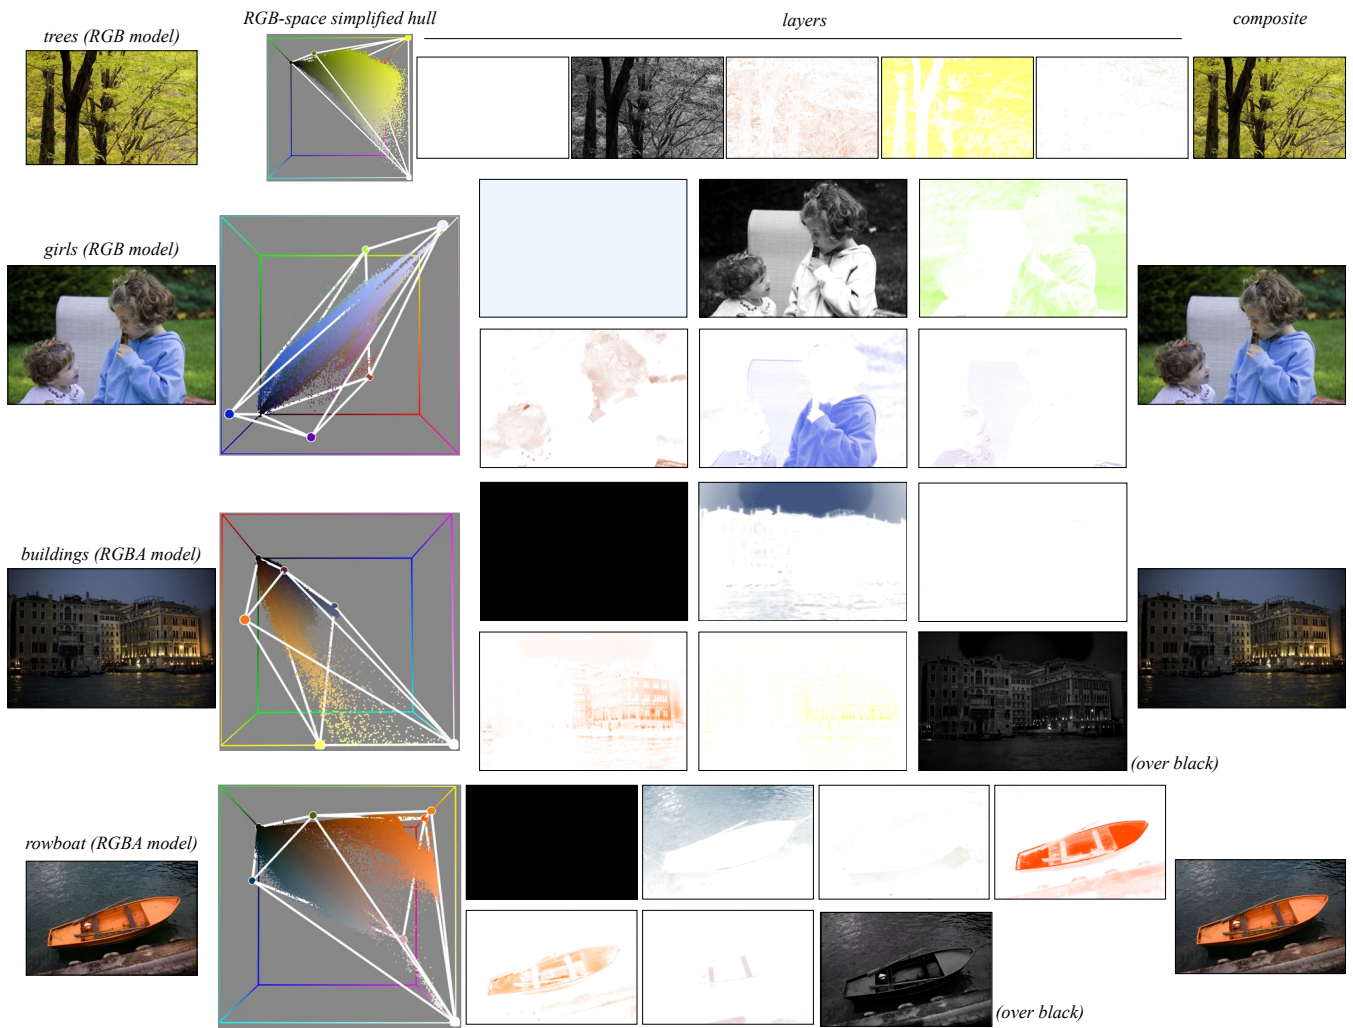 RGB-space simplified hull
layers
composite
trees (RGB model)
girls (RGB model)
buildings (RGBA model)
(over black)
rowboat (RGBA model)
(over black)